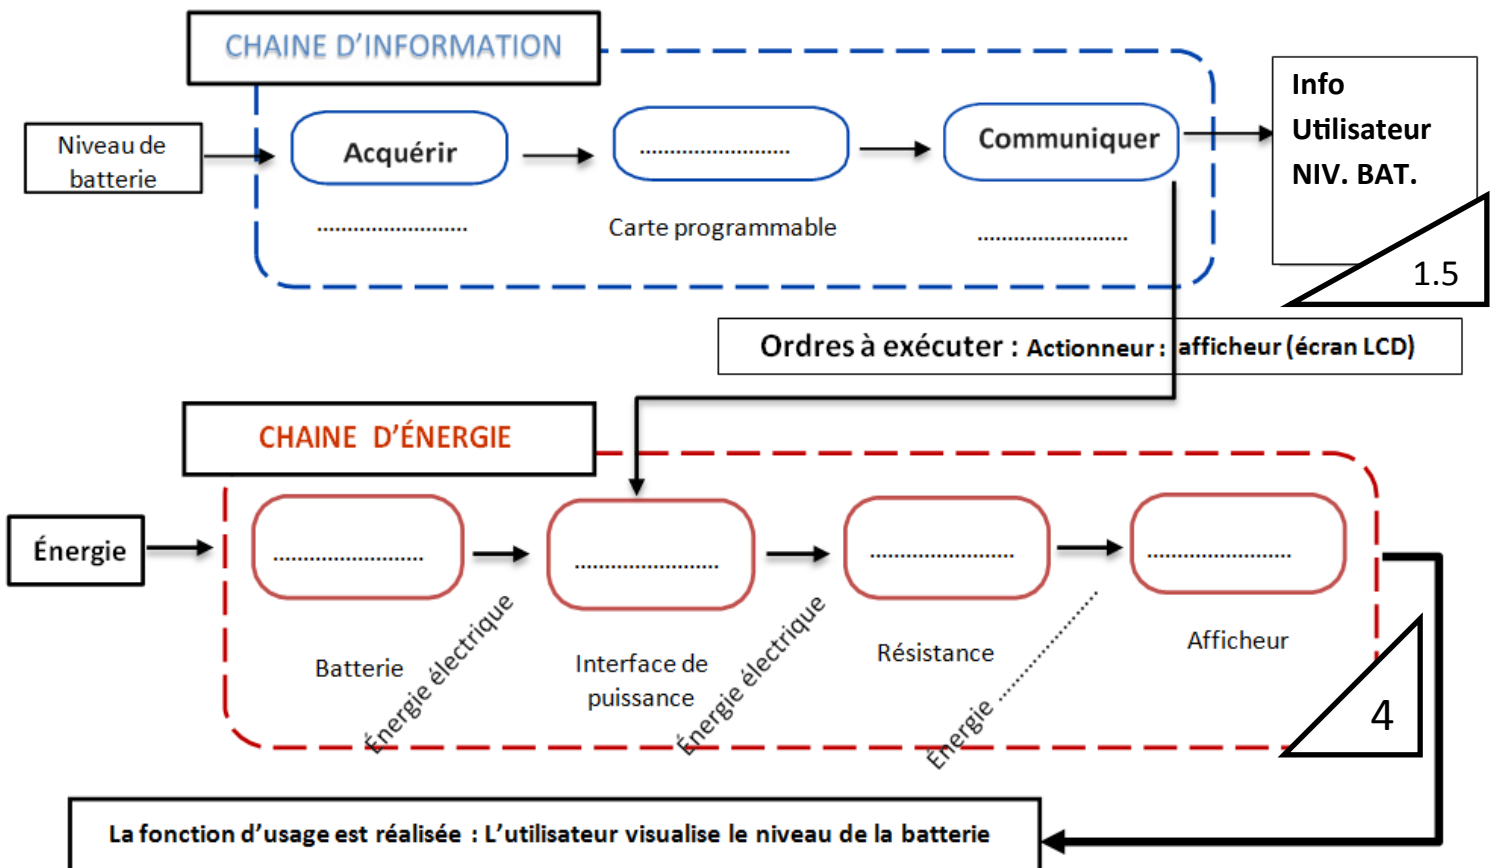 CHAINE D'INFORMATION
Niveau de
batterie
Acquérir
.........................
.........................
Carte programmable
Communiquer
.........................
Info
Utilisateur
NIV. BAT.
1.5
Ordres à exécuter : Actionneur : afficheur (écran LCD)
CHAINE D'ÉNERGIE
Énergie
.........................
Batterie
Énergie électrique
........................
Interface de
puissance
Énergie électrique
........................
Résistance
Énergie ....................
........................
Afficheur
4
La fonction d'usage est réalisée : L'utilisateur visualise le niveau de la batterie